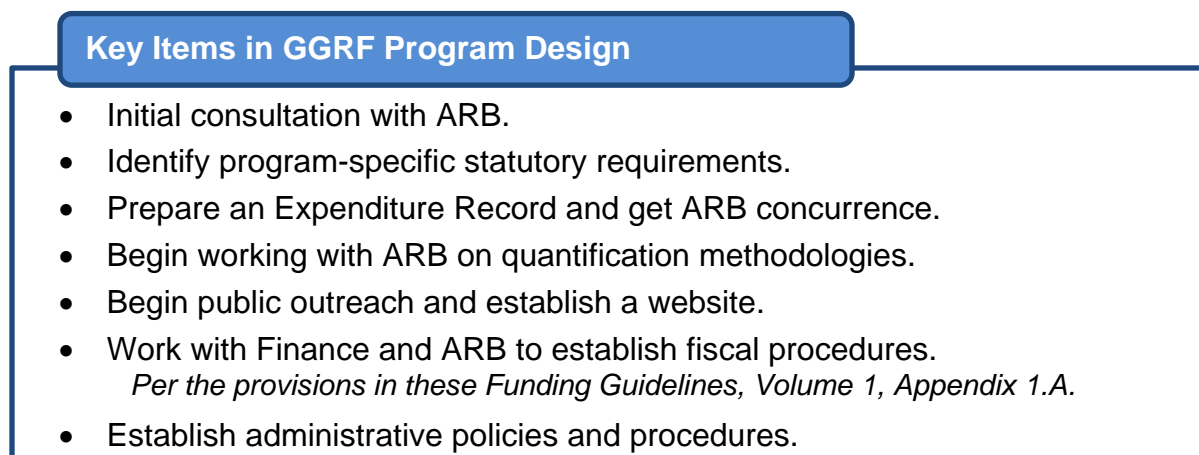 Key Items in GGRF Program Design
• Initial consultation with ARB.
• Identify program-specific statutory requirements.
• Prepare an Expenditure Record and get ARB concurrence.
• Begin working with ARB on quantification methodologies.
• Begin public outreach and establish a website.
• Work with Finance and ARB to establish fiscal procedures.
Per the provisions in these Funding Guidelines, Volume 1, Appendix 1.A.
• Establish administrative policies and procedures.